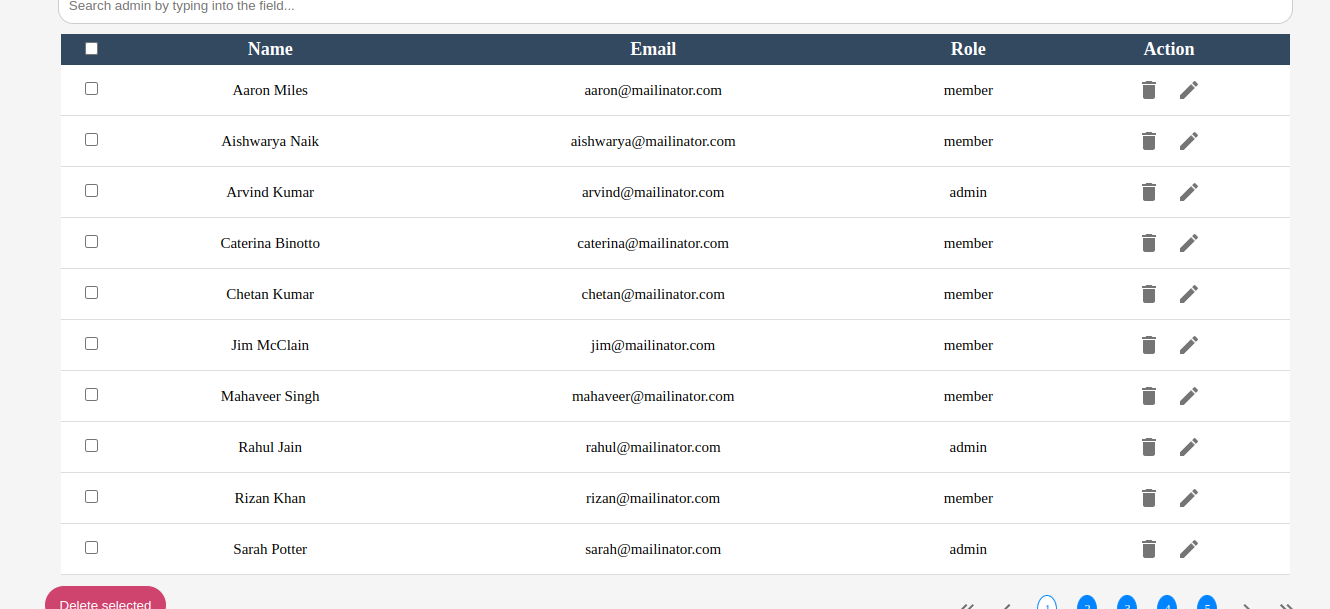 Search admin by typing into the field...
Name Email Role Action
Aaron Miles aaron@mailinator.com member
Aishwarya Naik aishwarya@mailinator.com member
Arvind Kumar arvind@mailinator.com admin
Caterina Binotto caterina@mailinator.com member
Chetan Kumar chetan@mailinator.com member
Jim McClain jim@mailinator.com member
Mahaveer Singh mahaveer@mailinator.com member
Rahul Jain rahul@mailinator.com admin
Rizan Khan rizan@mailinator.com member
Sarah Potter sarah@mailinator.com admin
Delete selected 1 2 3 4 5